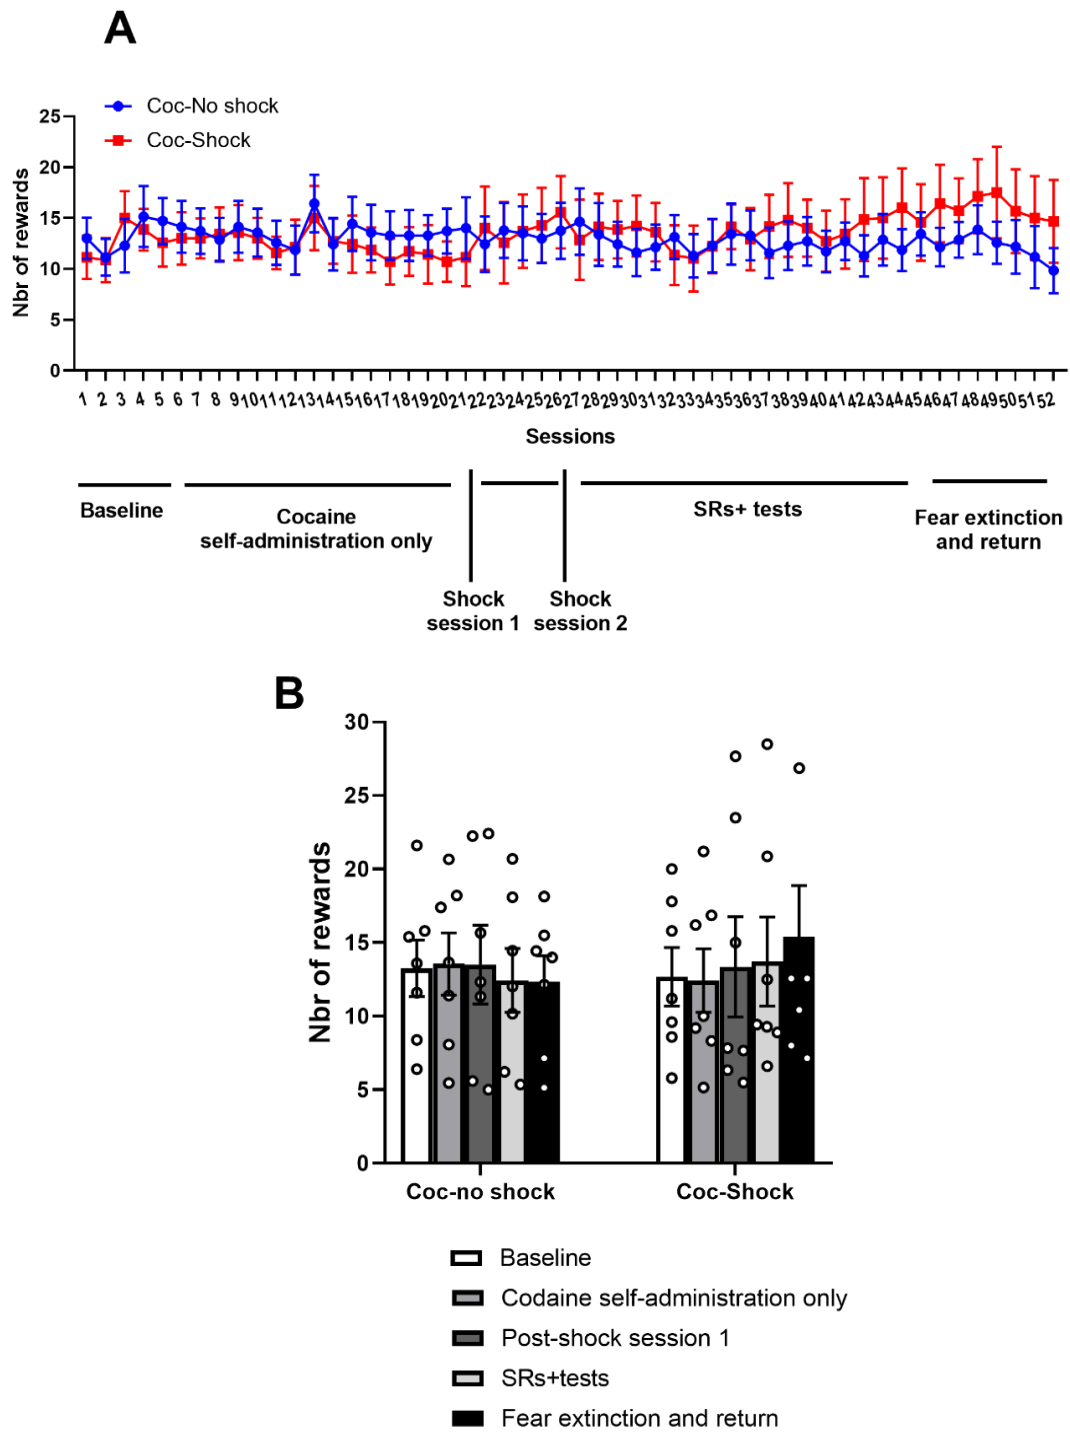 A
Coc-No shock
Coc-Shock
25
20
15
10
5
0
Nbr of rewards
1 2 3 4 5 6 7 8 9 10 11 12 13 14 15 16 17 18 19 20 21 22 23 24 25 26 27 28 29 30 31 32 33 34 35 36 37 38 39 40 41 42 43 44 45 46 47 48 49 50 51 52
Sessions
Baseline
Cocaine
self-administration only
SRs+ tests
Fear extinction
and return
Shock
session 1
Shock
session 2
B
30
25
20
15
10
5
0
Nbr of rewards
Coc-no shock
Coc-Shock
Baseline
Codaine self-administration only
Post-shock session 1
SRs+tests
Fear extinction and return